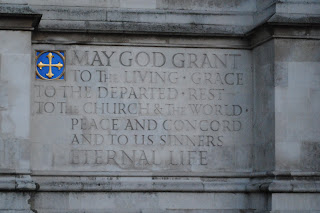 MAY GOD GRANT
TO THE LIVING · GRACE
TO THE DEPARTED · REST
TO THE CHURCH & THE WORLD ·
PEACE AND CONCORD
AND TO US SINNERS
ETERNAL LIFE